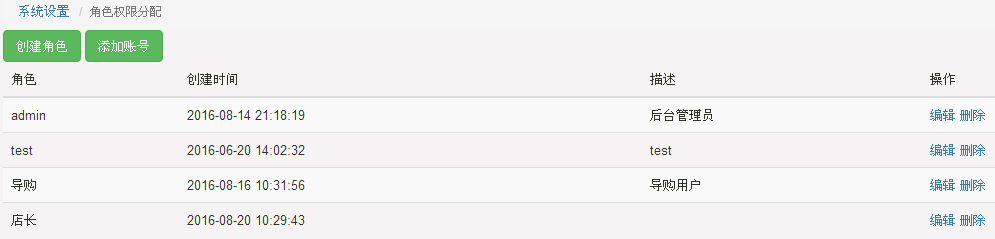 系统设置 / 角色权限分配
创建角色 添加账号
角色 创建时间 描述 操作
admin 2016-08-14 21:18:19 后台管理员 编辑 删除
test 2016-06-20 14:02:32 test 编辑 删除
导购 2016-08-16 10:31:56 导购用户 编辑 删除
店长 2016-08-20 10:29:43 编辑 删除